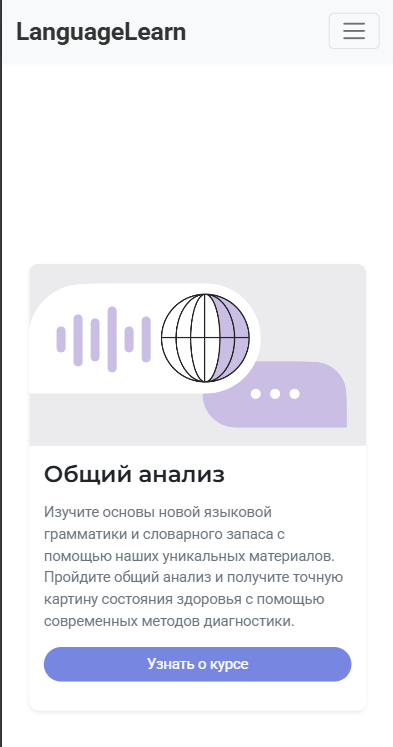 LanguageLearn
Общий анализ
Изучите основы новой языковой
грамматики и словарного запаса с
помощью наших уникальных материалов.
Пройдите общий анализ и получите точную
картину состояния здоровья с помощью
современных методов диагностики.
Узнать о курсе